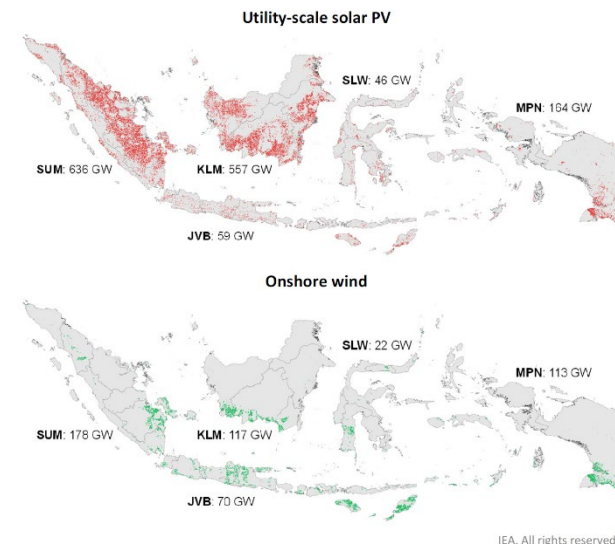 Utility-scale solar PV
SLW: 46 GW
MPN: 164 GW
SUM: 636 GW
KLM: 557 GW
JVB: 59 GW
Onshore wind
SLW: 22 GW
MPN: 113 GW
SUM: 178 GW
KLM: 117 GW
JVB: 70 GW
IEA. All rights reserved